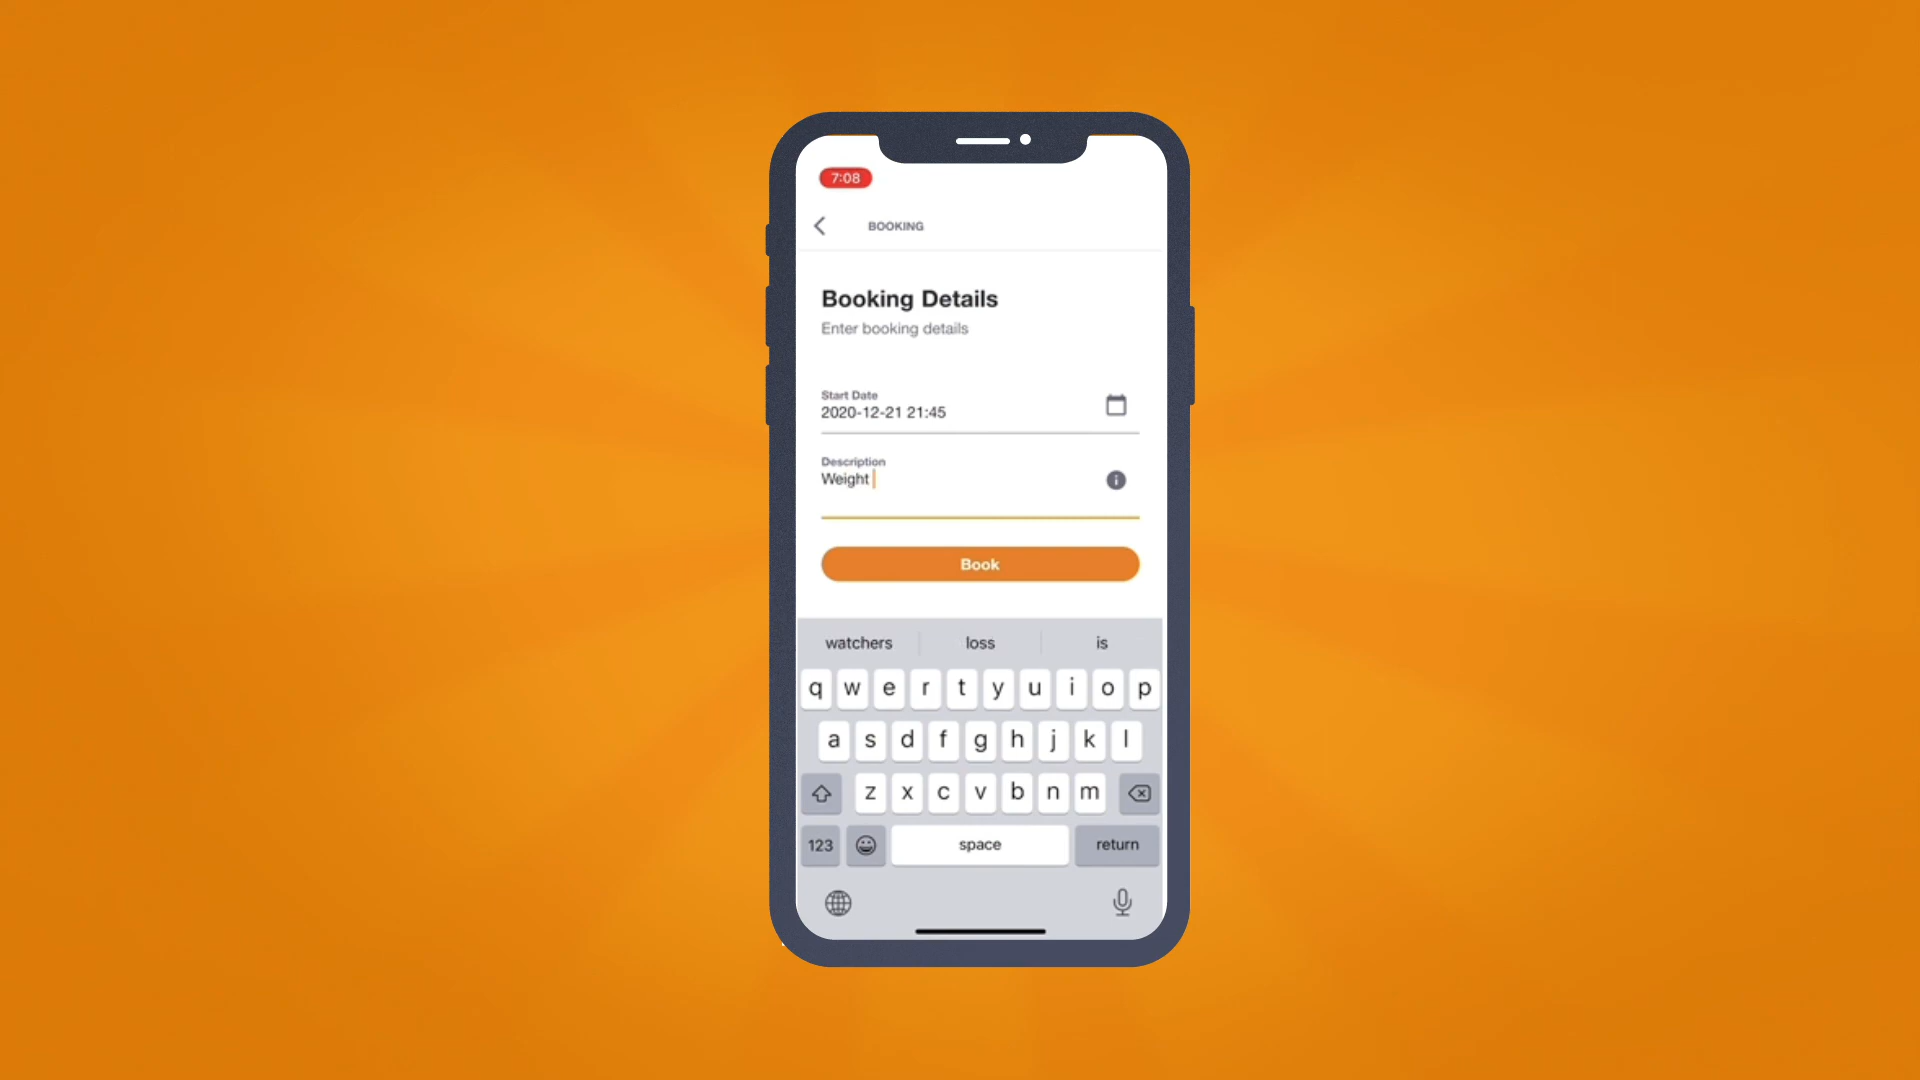 7:08
BOOKING
Booking Details
Enter booking details
Start Date
2020-12-21 21:45
Description
Weight
Book
watchers loss is
q w e r t y u i o p
a s d f g h j k l
z x c v b n m
123 space return